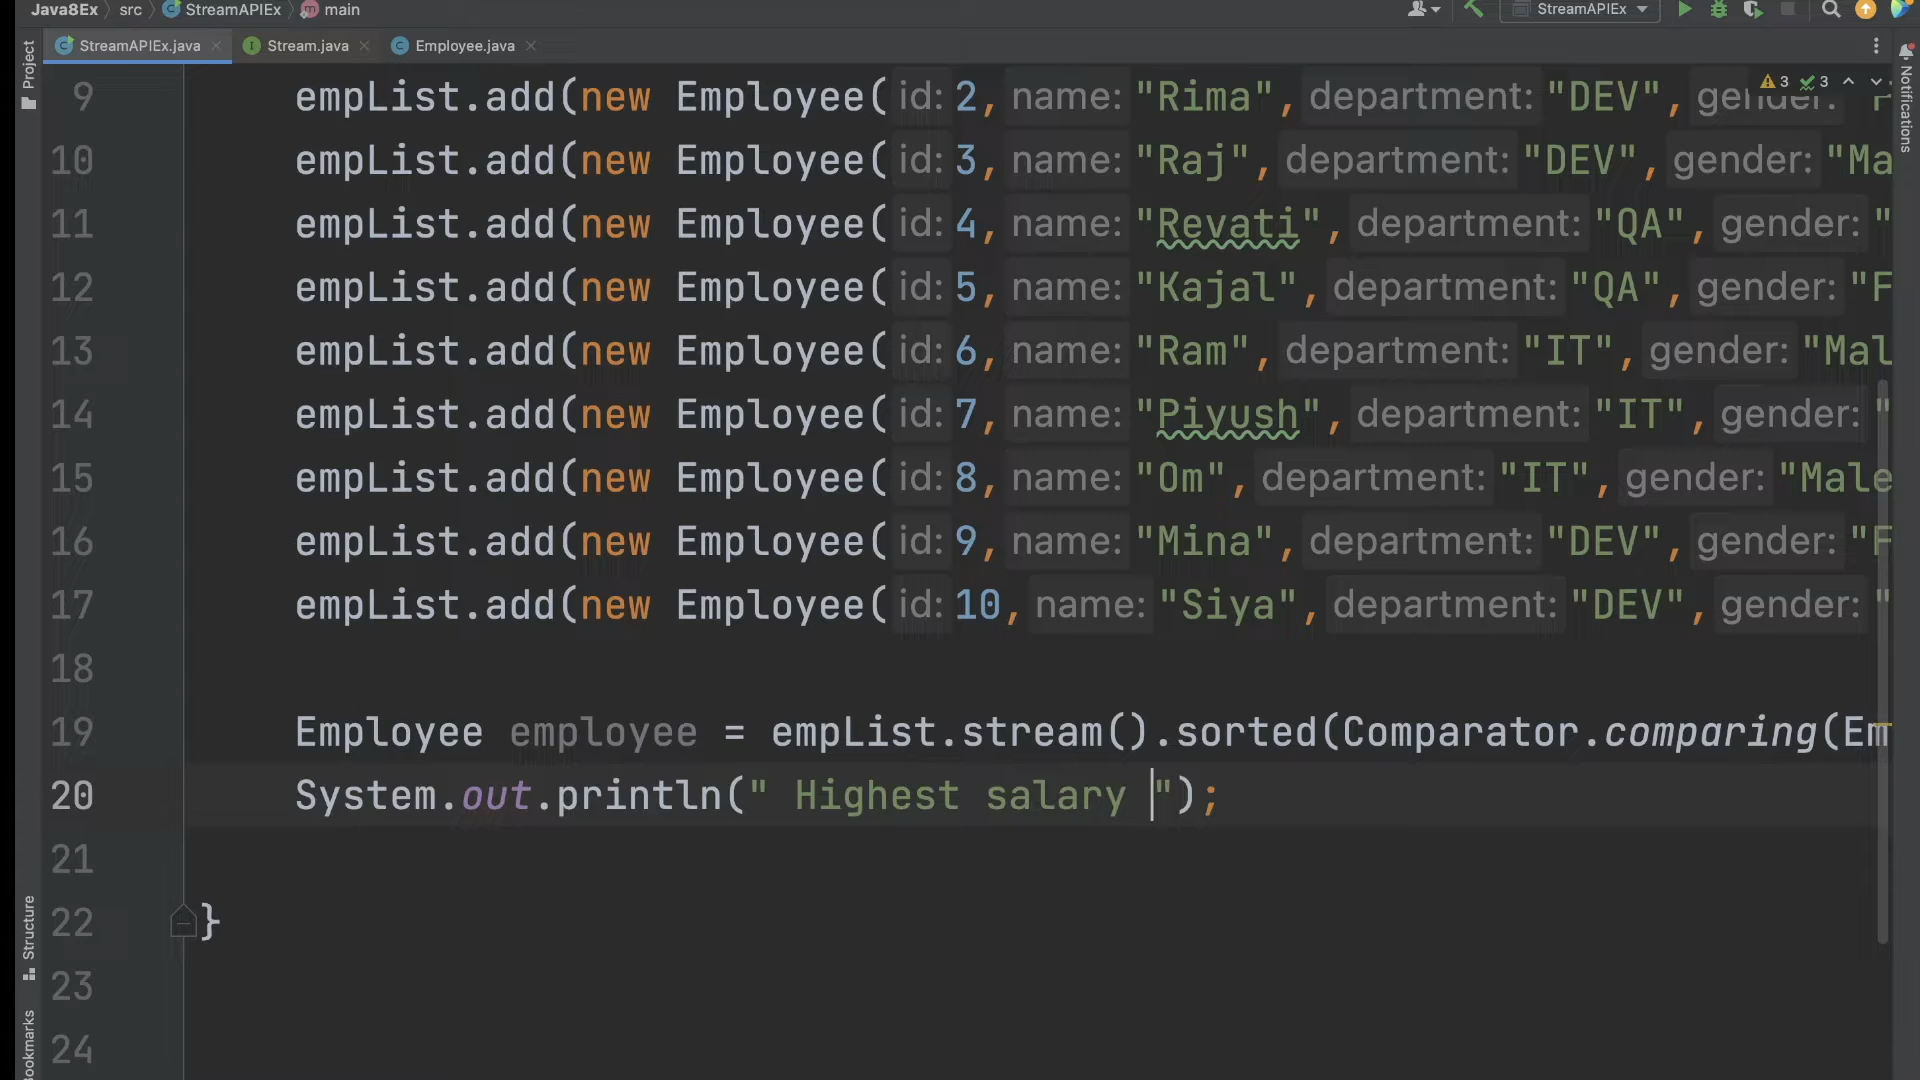 Java8Ex src StreamAPIEx main
StreamAPIEx
Project
StreamAPIEx.java Stream.java Employee.java
Notifications
3 3
9 empList.add(new Employee( id: 2, name: "Rima", department: "DEV",
10 empList.add(new Employee( id: 3, name: "Raj", department: "DEV", gender: "Ma
11 empList.add(new Employee( id: 4, name: "Revati", department: "QA", gender: "
12 empList.add(new Employee( id: 5, name: "Kajal", department: "QA", gender: "F
13 empList.add(new Employee( id: 6, name: "Ram", department: "IT", gender: "Mal
14 empList.add(new Employee( id: 7, name: "Piyush", department: "IT", gender: "
15 empList.add(new Employee( id: 8, name: "Om", department: "IT", gender: "Male
16 empList.add(new Employee( id: 9, name: "Mina", department: "DEV", gender: "F
17 empList.add(new Employee( id: 10, name: "Siya", department: "DEV", gender: "
18
19 Employee employee = empList.stream().sorted(Comparator.comparing(Em
20 System.out.println(" Highest salary ");
21
22 }
23
24
Structure
Bookmarks